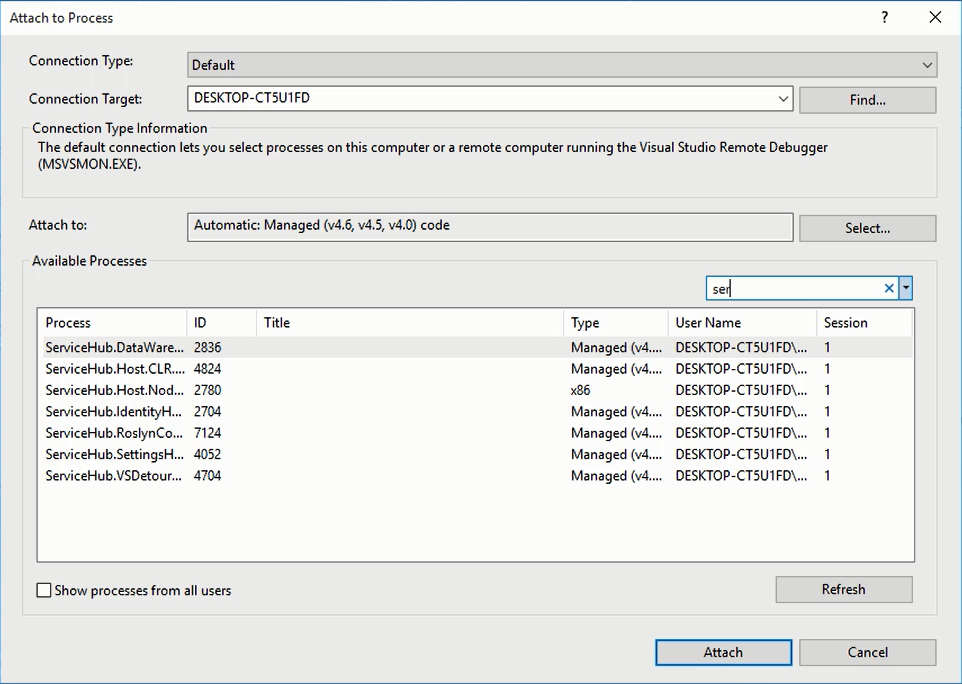 Attach to Process ?
Connection Type: Default
Connection Target: DESKTOP-CT5U1FD Find...
Connection Type Information
The default connection lets you select processes on this computer or a remote computer running the Visual Studio Remote Debugger
(MSVSMON.EXE).
Attach to: Automatic: Managed (v4.6, v4.5, v4.0) code Select...
Available Processes
ser
Process ID Title Type User Name Session
ServiceHub.DataWare... 2836 Managed (v4.... DESKTOP-CT5U1FD\... 1
ServiceHub.Host.CLR.... 4824 Managed (v4.... DESKTOP-CT5U1FD\... 1
ServiceHub.Host.Nod... 2780 x86 DESKTOP-CT5U1FD\... 1
ServiceHub.IdentityH... 2704 Managed (v4.... DESKTOP-CT5U1FD\... 1
ServiceHub.RoslynCo... 7124 Managed (v4.... DESKTOP-CT5U1FD\... 1
ServiceHub.SettingsH... 4052 Managed (v4.... DESKTOP-CT5U1FD\... 1
ServiceHub.VSDetour... 4704 Managed (v4.... DESKTOP-CT5U1FD\... 1
Show processes from all users Refresh
Attach Cancel